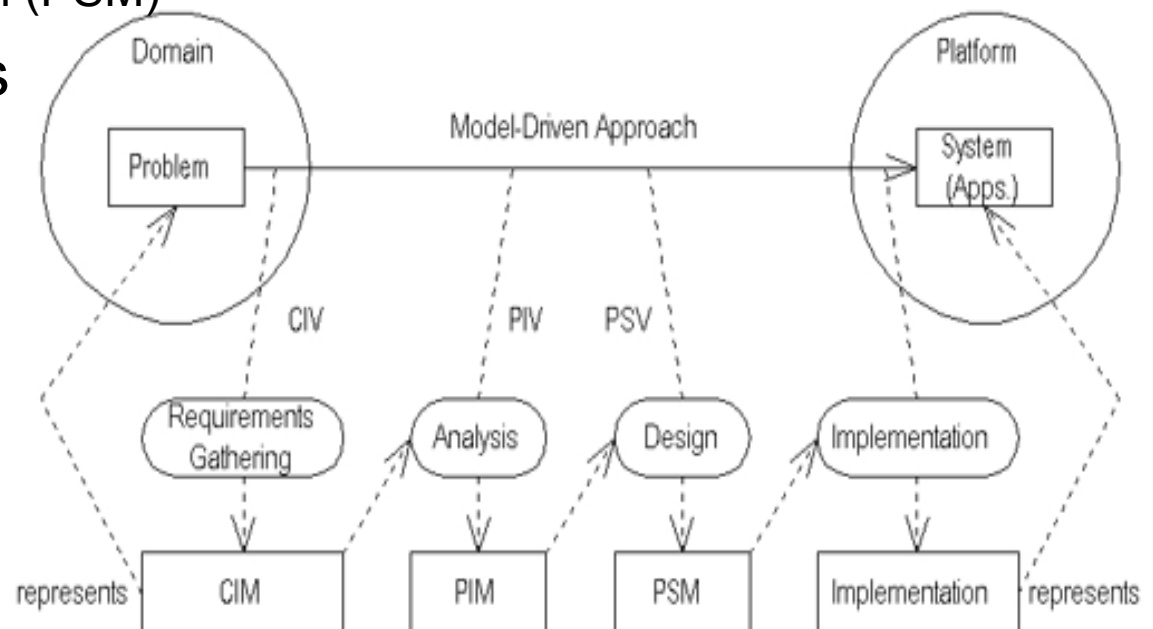 (PSM)
s
Domain
Platform
Model-Driven Approach
Problem
System
(Apps.)
CIV
PIV
PSV
Requirements
Gathering
Analysis
Design
Implementation
represents
CIM
PIM
PSM
Implementation
represents